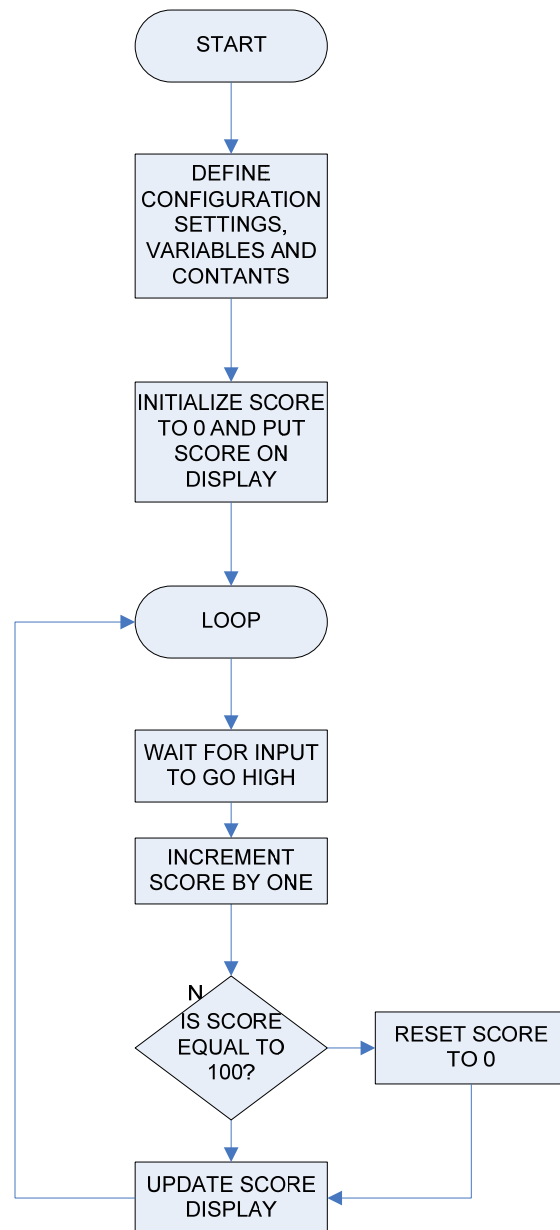 START
DEFINE
CONFIGURATION
SETTINGS,
VARIABLES AND
CONTANTS
INITIALIZE SCORE
TO 0 AND PUT
SCORE ON
DISPLAY
LOOP
WAIT FOR INPUT
TO GO HIGH
INCREMENT
SCORE BY ONE
N
IS SCORE
EQUAL TO
100?
RESET SCORE
TO 0
UPDATE SCORE
DISPLAY